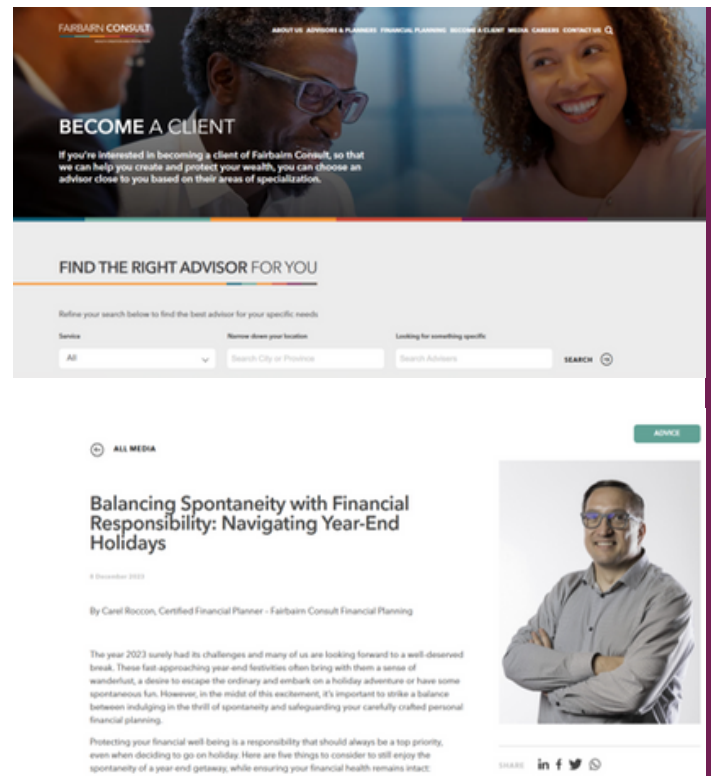 FAIRBAIRN CONSULT
ABOUT US ADVISORS & PLANNERS FINANCIAL PLANNING BECOME A CLIENT MEDIA CAREERS CONTACT US
BECOME A CLIENT
If you're interested in becoming a client of Fairbairn Consult, so that
we can help you create and protect your wealth, you can choose an
advisor close to you based on their areas of specialization.
FIND THE RIGHT ADVISOR FOR YOU
Refine your search below to find the best advisor for your specific needs
Service
Narrow down your location
Looking for something specific
All
Search City or Province
Search Advisers
SEARCH
ADVICE
ALL MEDIA
Balancing Spontaneity with Financial
Responsibility: Navigating Year-End
Holidays
December 2023
By Carel Roccon, Certified Financial Planner - Fairbairn Consult Financial Planning
The year 2023 surely had its challenges and many of us are looking forward to a well-deserved
break. These fast-approaching year-end festivities often bring with them a sense of
wanderlust, a desire to escape the ordinary and embark on a holiday adventure or have some
spontaneous fun. However, in the midst of this excitement, it's important to strike a balance
between indulging in the thrill of spontaneity and safeguarding your carefully crafted personal
financial planning.
Protecting your financial well-being is a responsibility that should always be a top priority,
even when deciding to go on holiday. Here are five things to consider to still enjoy the
spontaneity of a year end getaway, while ensuring your financial health remains intact:
SHARE in f